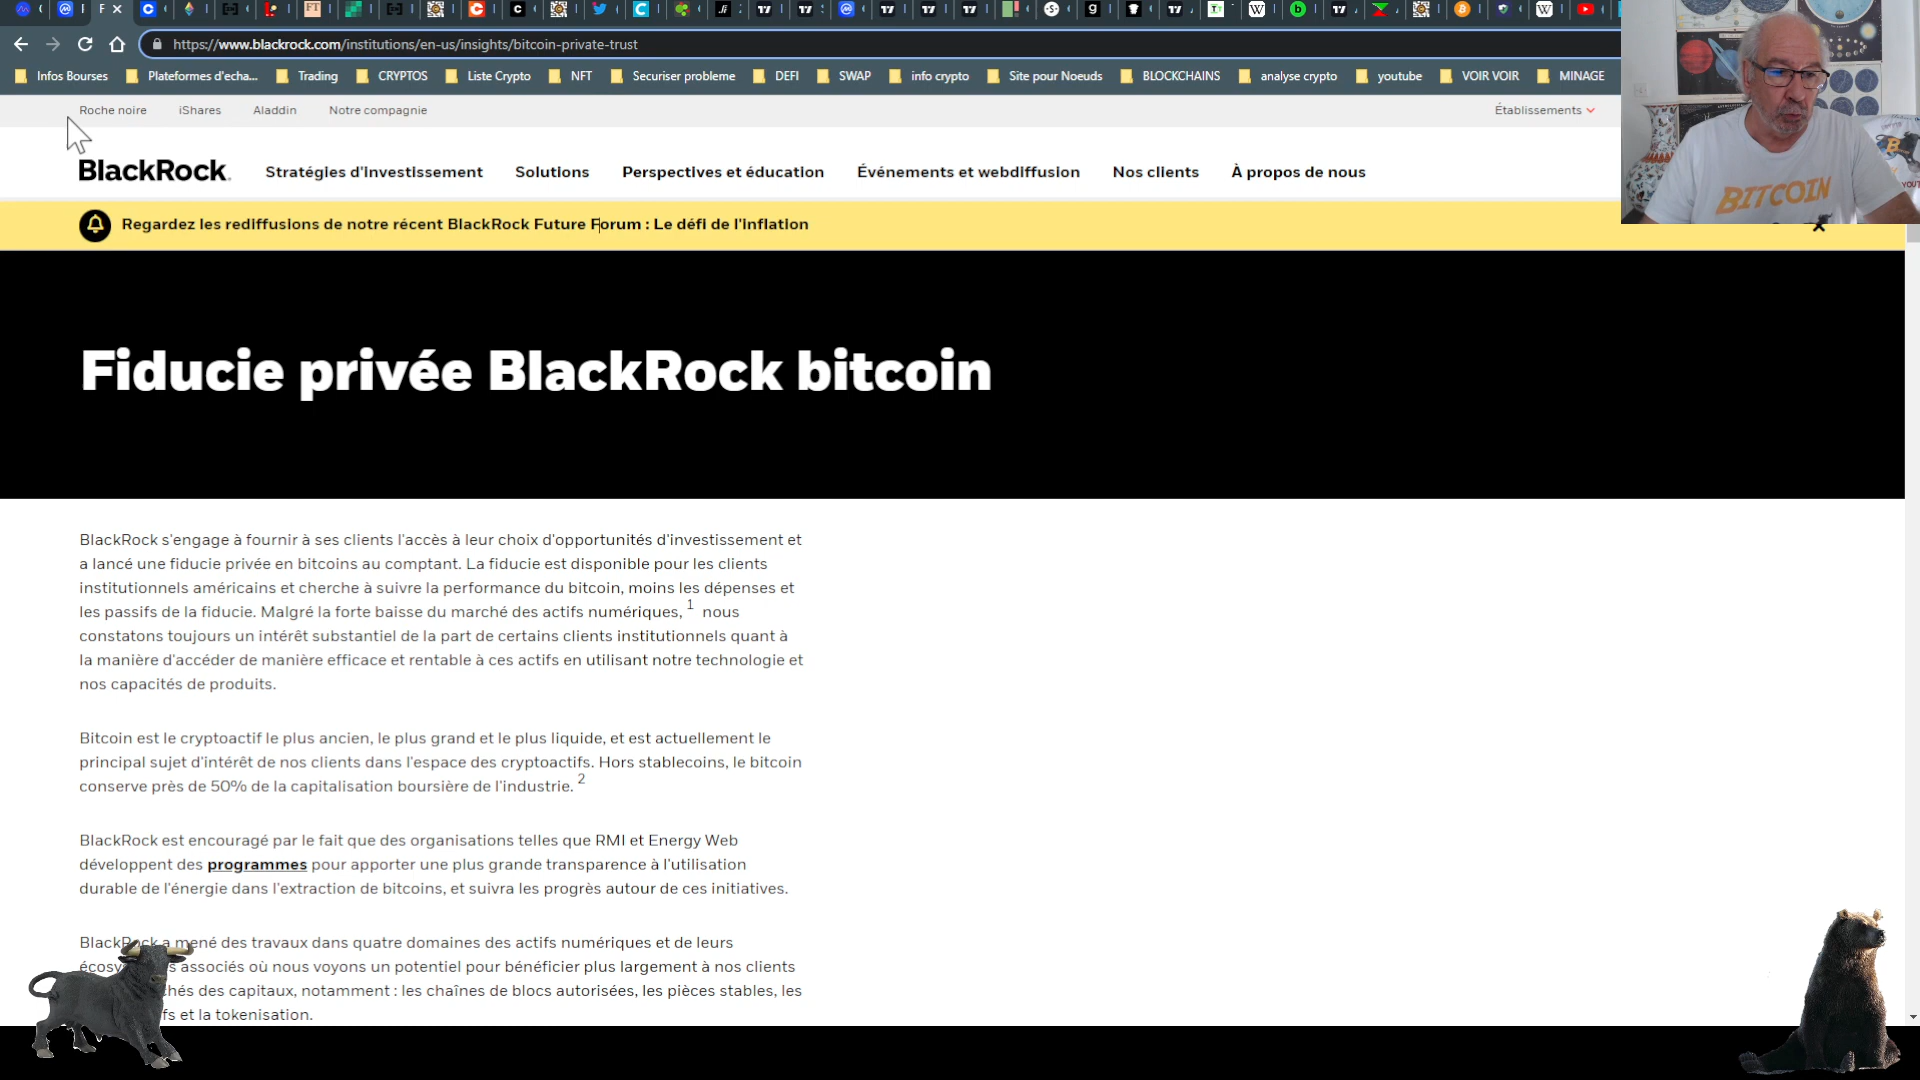 https://www.blackrock.com/institutions/en-us/insights/bitcoin-private-trust
Infos Bourses Plateformes d'echa... Trading CRYPTOS Liste Crypto NFT Securiser probleme DEFI SWAP info crypto Site pour Noeuds BLOCKCHAINS analyse crypto youtube VOIR VOIR MINAGE
Roche noire iShares Aladdin Notre compagnie Établissements
BlackRock. Stratégies d'investissement Solutions Perspectives et éducation Événements et webdiffusion Nos clients À propos de nous
BITCOIN
Regardez les rediffusions de notre récent BlackRock Future Forum : Le défi de l'inflation
Fiducie privée BlackRock bitcoin
BlackRock s'engage à fournir à ses clients l'accès à leur choix d'opportunités d'investissement et
a lancé une fiducie privée en bitcoins au comptant. La fiducie est disponible pour les clients
institutionnels américains et cherche à suivre la performance du bitcoin, moins les dépenses et
les passifs de la fiducie. Malgré la forte baisse du marché des actifs numériques, 1 nous
constatons toujours un intérêt substantiel de la part de certains clients institutionnels quant à
la manière d'accéder de manière efficace et rentable à ces actifs en utilisant notre technologie et
nos capacités de produits.
Bitcoin est le cryptoactif le plus ancien, le plus grand et le plus liquide, et est actuellement le
principal sujet d'intérêt de nos clients dans l'espace des cryptoactifs. Hors stablecoins, le bitcoin
conserve près de 50% de la capitalisation boursière de l'industrie. 2
BlackRock est encouragé par le fait que des organisations telles que RMI et Energy Web
développent des programmes pour apporter une plus grande transparence à l'utilisation
durable de l'énergie dans l'extraction de bitcoins, et suivra les progrès autour de ces initiatives.
BlackRock a mené des travaux dans quatre domaines des actifs numériques et de leurs
associés où nous voyons un potentiel pour bénéficier plus largement à nos clients
chés des capitaux, notamment : les chaînes de blocs autorisées, les pièces stables, les
fs et la tokenisation.